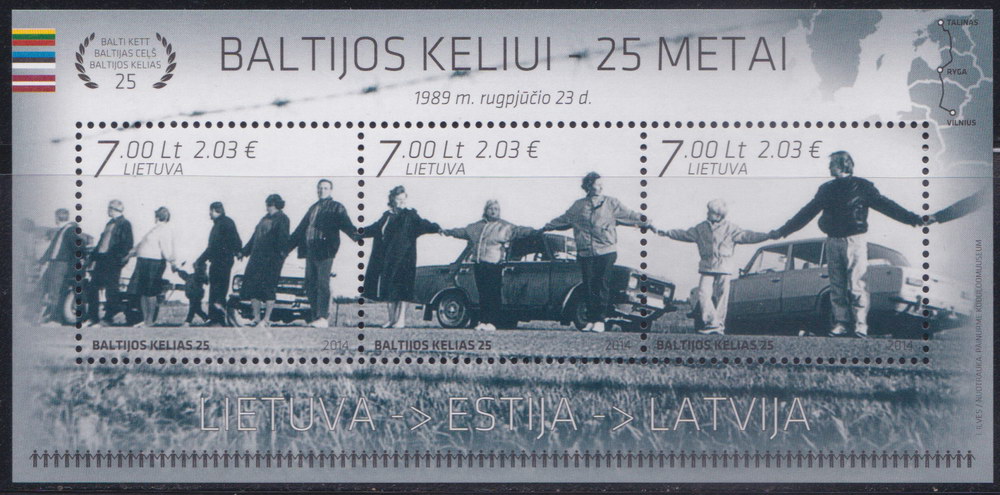 BALTI KETT
BALTIJAS CEĻŠ
BALTIJOS KELIAS
25
BALTIJOS KELIUI - 25 METAI
1989 m. rugpjūčio 23 d.
TALINAS
RYGA
VILNIUS
7.00 Lt 2.03 €
LIETUVA
7.00 Lt 2.03 €
LIETUVA
7.00 Lt 2.03 €
LIETUVA
BALTIJOS KELIAS 25 2014
BALTIJOS KELIAS 25 2014
BALTIJOS KELIAS 25 2014
LIETUVA -> ESTIJA -> LATVIJA